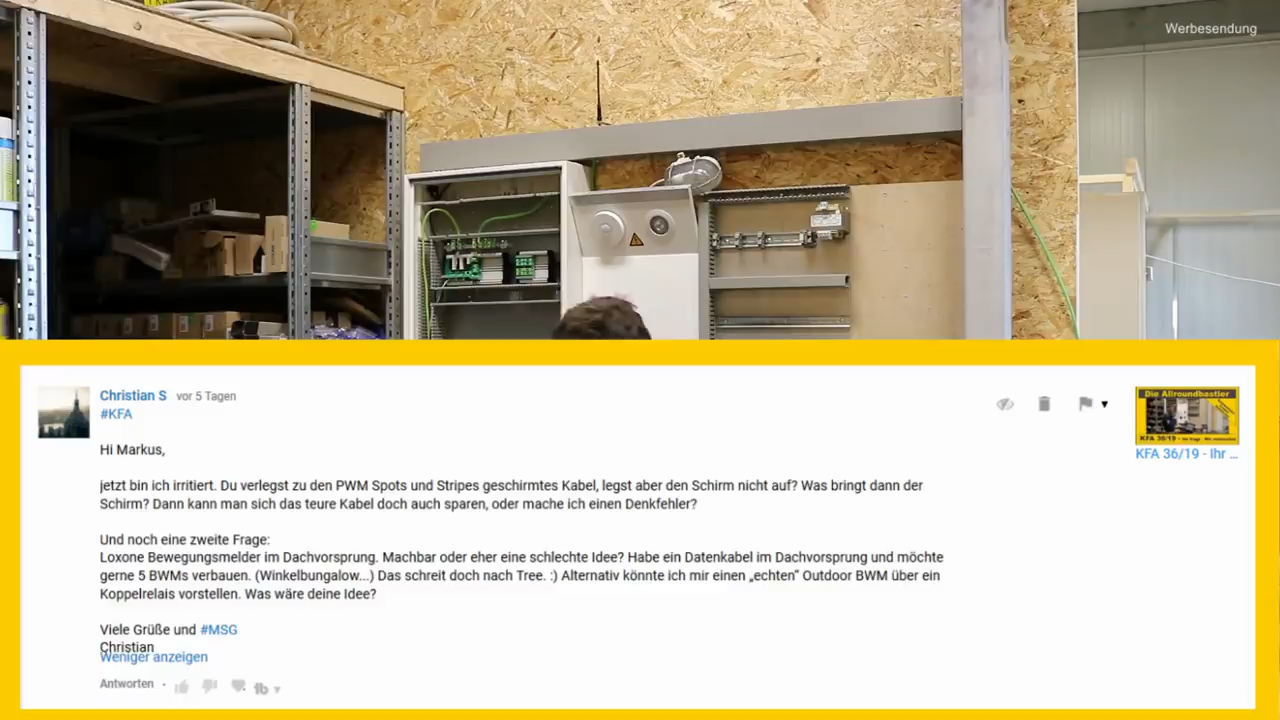 Werbesendung
Christian S vor 5 Tagen
#KFA
Hi Markus,
jetzt bin ich irritiert. Du verlegst zu den PWM Spots und Stripes geschirmtes Kabel, legst aber den Schirm nicht auf? Was bringt dann der
Schirm? Dann kann man sich das teure Kabel doch auch sparen, oder mache ich einen Denkfehler?
Und noch eine zweite Frage:
Loxone Bewegungsmelder im Dachvorsprung. Machbar oder eher eine schlechte Idee? Habe ein Datenkabel im Dachvorsprung und möchte
gerne 5 BWMs verbauen. (Winkelbungalow...) Das schreit doch nach Tree. :) Alternativ könnte ich mir einen „echten“ Outdoor BWM über ein
Koppelrelais vorstellen. Was wäre deine Idee?
Viele Grüße und #MSG
Christian
Weniger anzeigen
Antworten ·
Die Allroundbastler
KFA 36/19 - Ihr ...